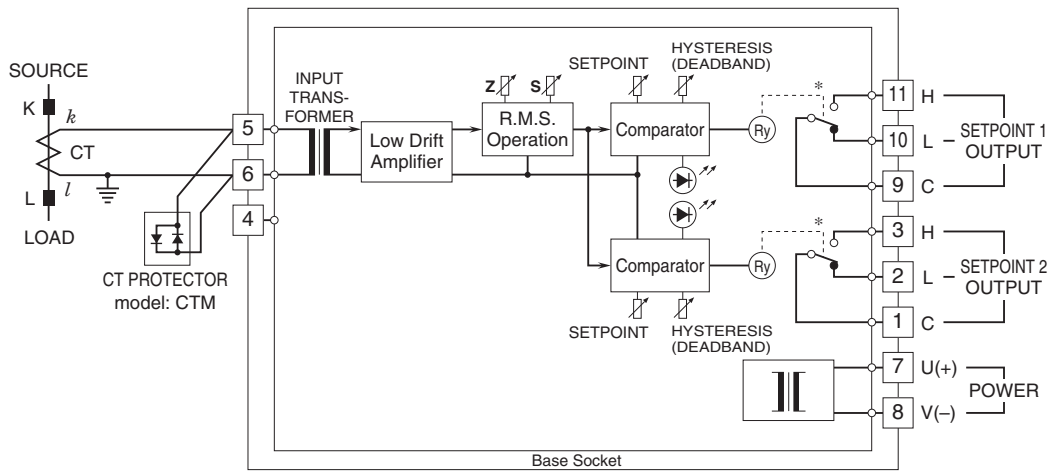 SOURCE
K
k
CT
L
l
LOAD
CT PROTECTOR
model: CTM
5
6
4
INPUT
TRANS-
FORMER
Low Drift
Amplifier
Z
S
R.M.S.
Operation
SETPOINT
HYSTERESIS
(DEADBAND)
Comparator
Ry
*
Comparator
Ry
*
SETPOINT
HYSTERESIS
(DEADBAND)
11 H
10 L
9 C
SETPOINT 1
OUTPUT
3 H
2 L
1 C
SETPOINT 2
OUTPUT
7 U(+)
8 V(–)
POWER
Base Socket